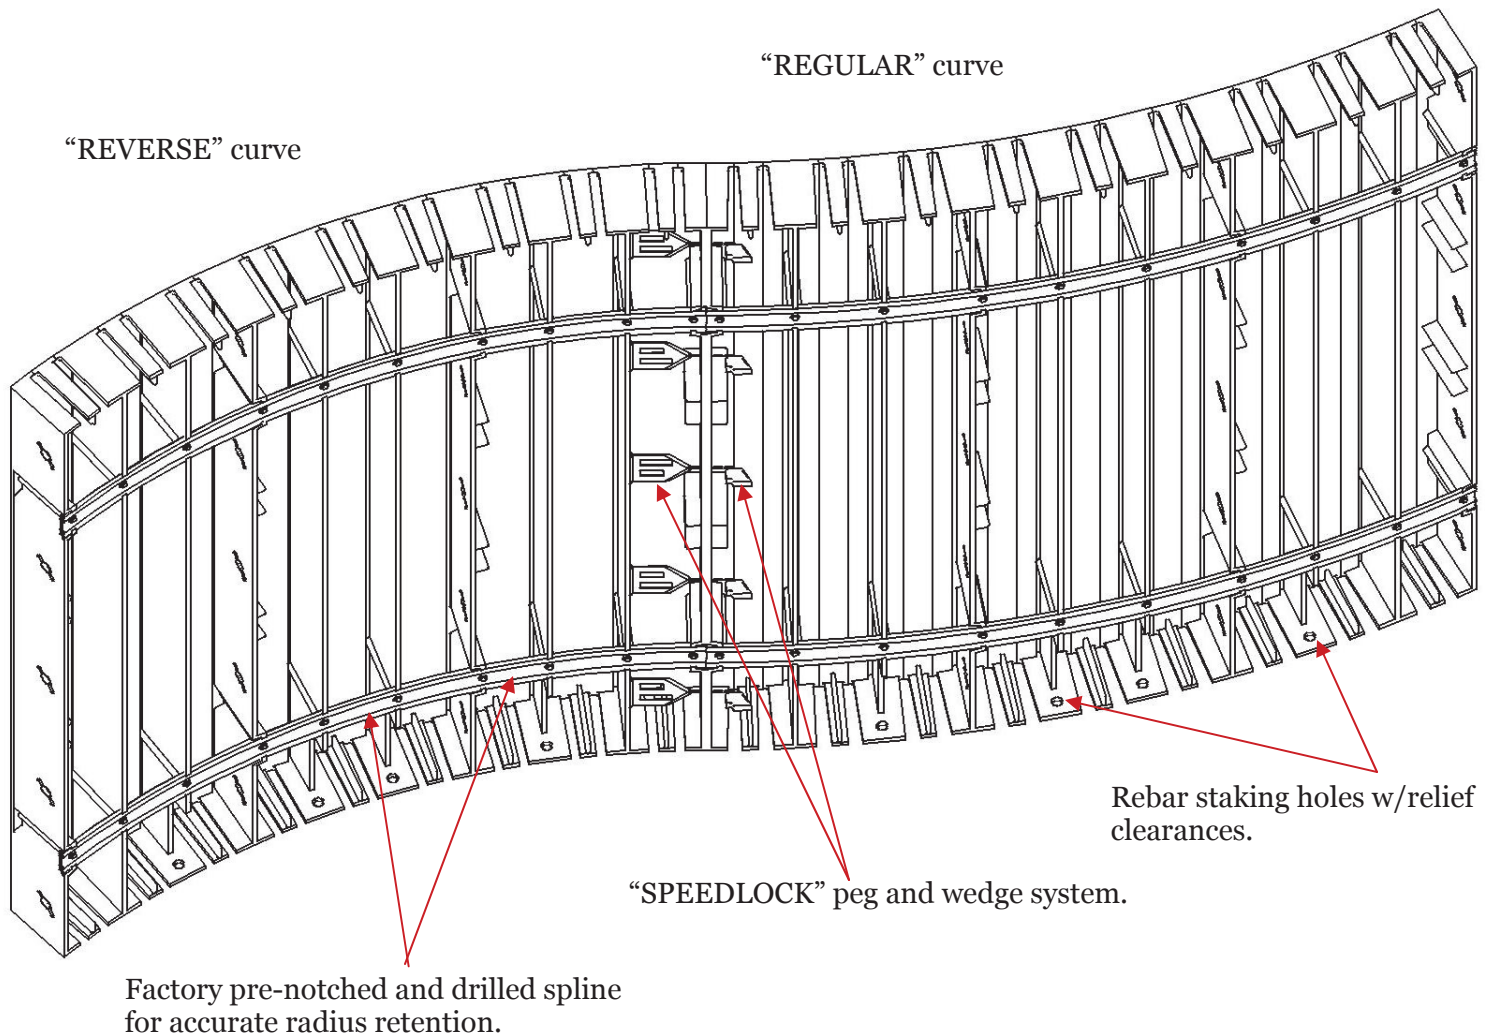 “REGULAR” curve
“REVERSE” curve
Rebar staking holes w/relief
clearances.
“SPEEDLOCK” peg and wedge system.
Factory pre-notched and drilled spline
for accurate radius retention.